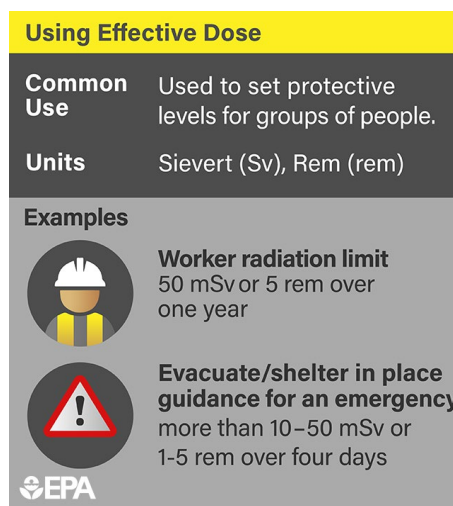 Using Effective Dose
Common
Use
Used to set protective
levels for groups of people.
Units
Sievert (Sv), Rem (rem)
Examples
Worker radiation limit
50 mSv or 5 rem over
one year
Evacuate/shelter in place
guidance for an emergency
more than 10–50 mSv or
1-5 rem over four days
EPA